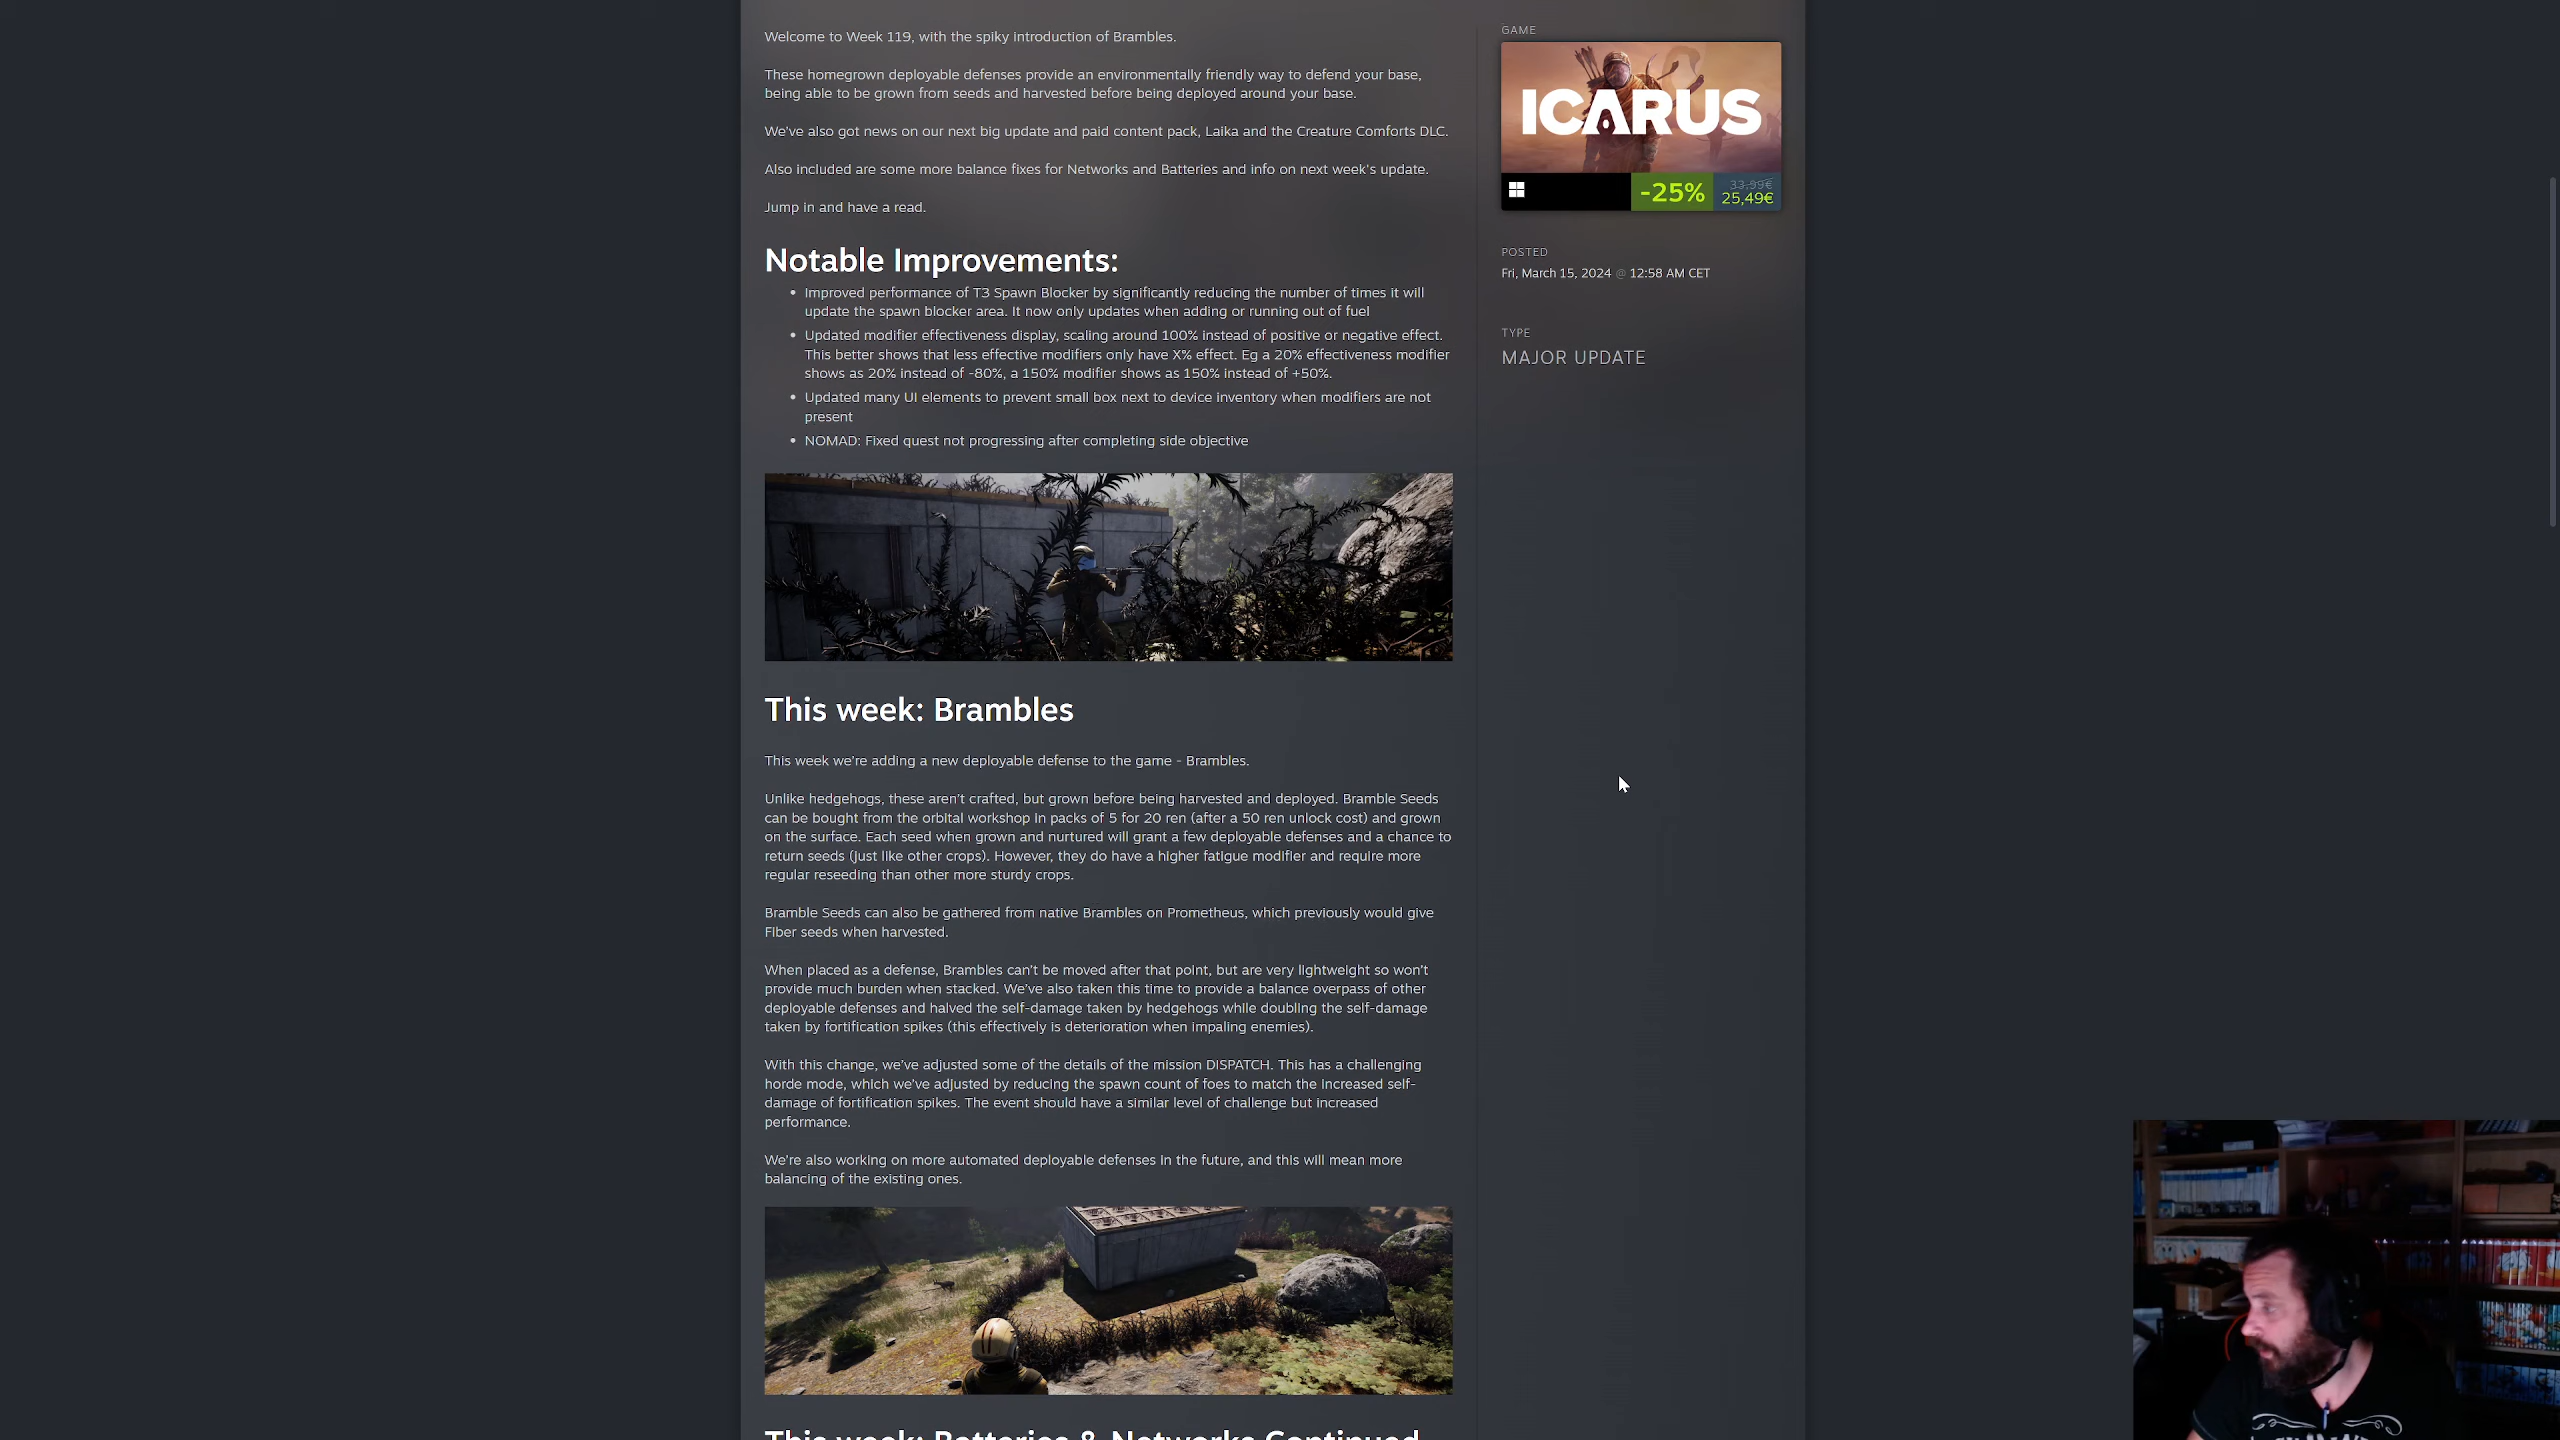 Welcome to Week 119, with the spiky introduction of Brambles.
These homegrown deployable defenses provide an environmentally friendly way to defend your base,
being able to be grown from seeds and harvested before being deployed around your base.
We've also got news on our next big update and paid content pack, Laika and the Creature Comforts DLC.
Also included are some more balance fixes for Networks and Batteries and info on next week's update.
Jump in and have a read.
Notable Improvements:
• Improved performance of T3 Spawn Blocker by significantly reducing the number of times it will
update the spawn blocker area. It now only updates when adding or running out of fuel
• Updated modifier effectiveness display, scaling around 100% instead of positive or negative effect.
This better shows that less effective modifiers only have X% effect. Eg a 20% effectiveness modifier
shows as 20% instead of -80%, a 150% modifier shows as 150% instead of +50%.
• Updated many UI elements to prevent small box next to device inventory when modifiers are not
present
• NOMAD: Fixed quest not progressing after completing side objective
This week: Brambles
This week we're adding a new deployable defense to the game - Brambles.
Unlike hedgehogs, these aren't crafted, but grown before being harvested and deployed. Bramble Seeds
can be bought from the orbital workshop in packs of 5 for 20 ren (after a 50 ren unlock cost) and grown
on the surface. Each seed when grown and nurtured will grant a few deployable defenses and a chance to
return seeds (just like other crops). However, they do have a higher fatigue modifier and require more
regular reseeding than other more sturdy crops.
Bramble Seeds can also be gathered from native Brambles on Prometheus, which previously would give
Fiber seeds when harvested.
When placed as a defense, Brambles can't be moved after that point, but are very lightweight so won't
provide much burden when stacked. We've also taken this time to provide a balance overpass of other
deployable defenses and halved the self-damage taken by hedgehogs while doubling the self-damage
taken by fortification spikes (this effectively is deterioration when impaling enemies).
With this change, we've adjusted some of the details of the mission DISPATCH. This has a challenging
horde mode, which we've adjusted by reducing the spawn count of foes to match the increased self-
damage of fortification spikes. The event should have a similar level of challenge but increased
performance.
We're also working on more automated deployable defenses in the future, and this will mean more
balancing of the existing ones.
This week: Batteries & Networks Continued
GAME
ICARUS
-25%
33,99€
25,49€
POSTED
Fri, March 15, 2024 @ 12:58 AM CET
TYPE
MAJOR UPDATE